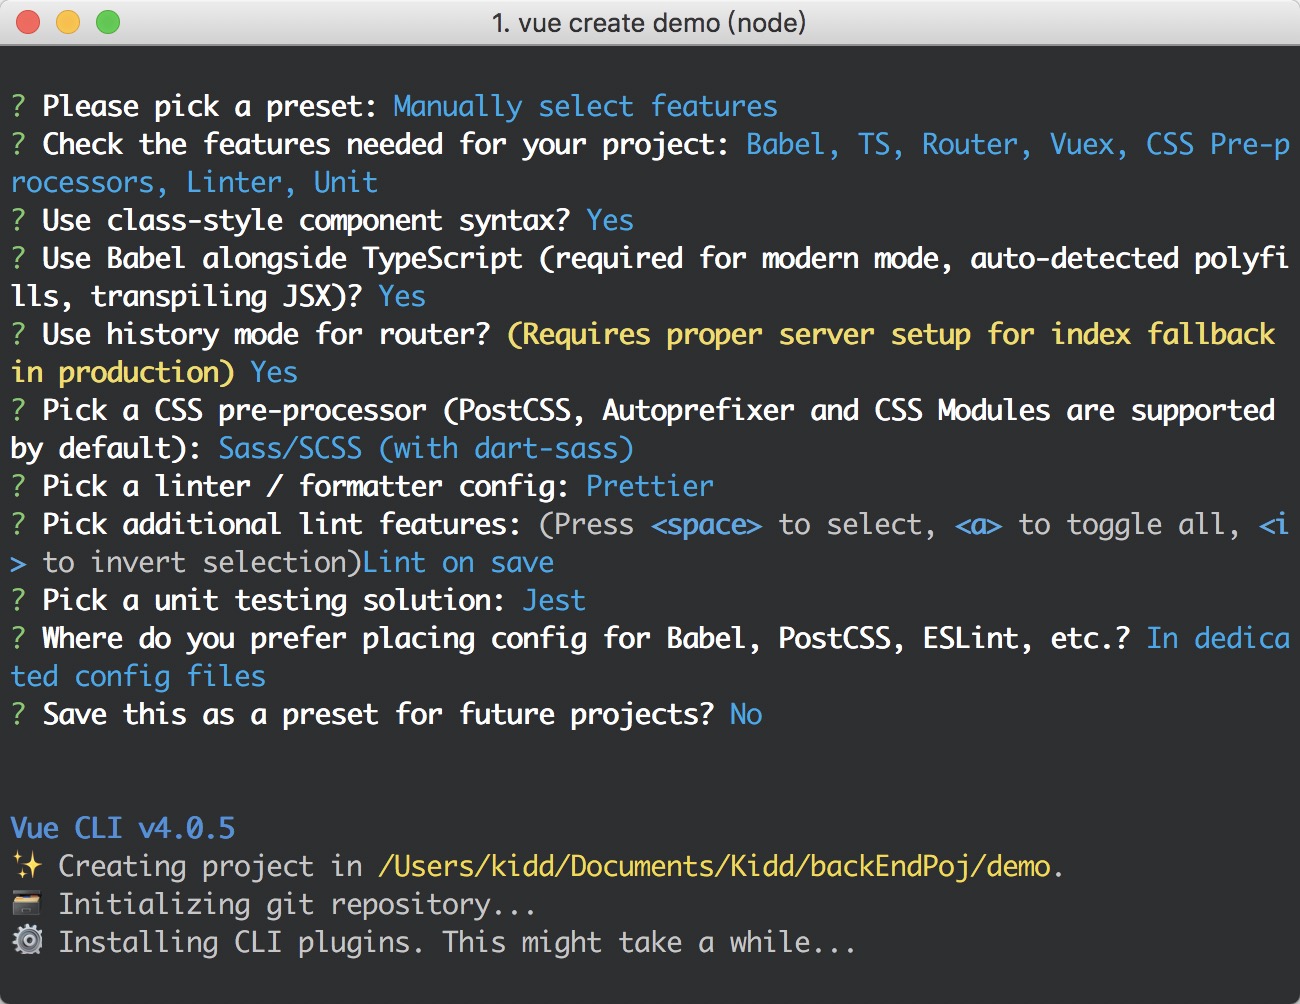 1. vue create demo (node)
? Please pick a preset: Manually select features
? Check the features needed for your project: Babel, TS, Router, Vuex, CSS Pre-p
rocessors, Linter, Unit
? Use class-style component syntax? Yes
? Use Babel alongside TypeScript (required for modern mode, auto-detected polyfi
lls, transpiling JSX)? Yes
? Use history mode for router? (Requires proper server setup for index fallback
in production) Yes
? Pick a CSS pre-processor (PostCSS, Autoprefixer and CSS Modules are supported
by default): Sass/SCSS (with dart-sass)
? Pick a linter / formatter config: Prettier
? Pick additional lint features: (Press <space> to select, <a> to toggle all, <i
> to invert selection)Lint on save
? Pick a unit testing solution: Jest
? Where do you prefer placing config for Babel, PostCSS, ESLint, etc.? In dedica
ted config files
? Save this as a preset for future projects? No
Vue CLI v4.0.5
✨ Creating project in /Users/kidd/Documents/Kidd/backEndPoj/demo.
🗃 Initializing git repository...
⚙ Installing CLI plugins. This might take a while...